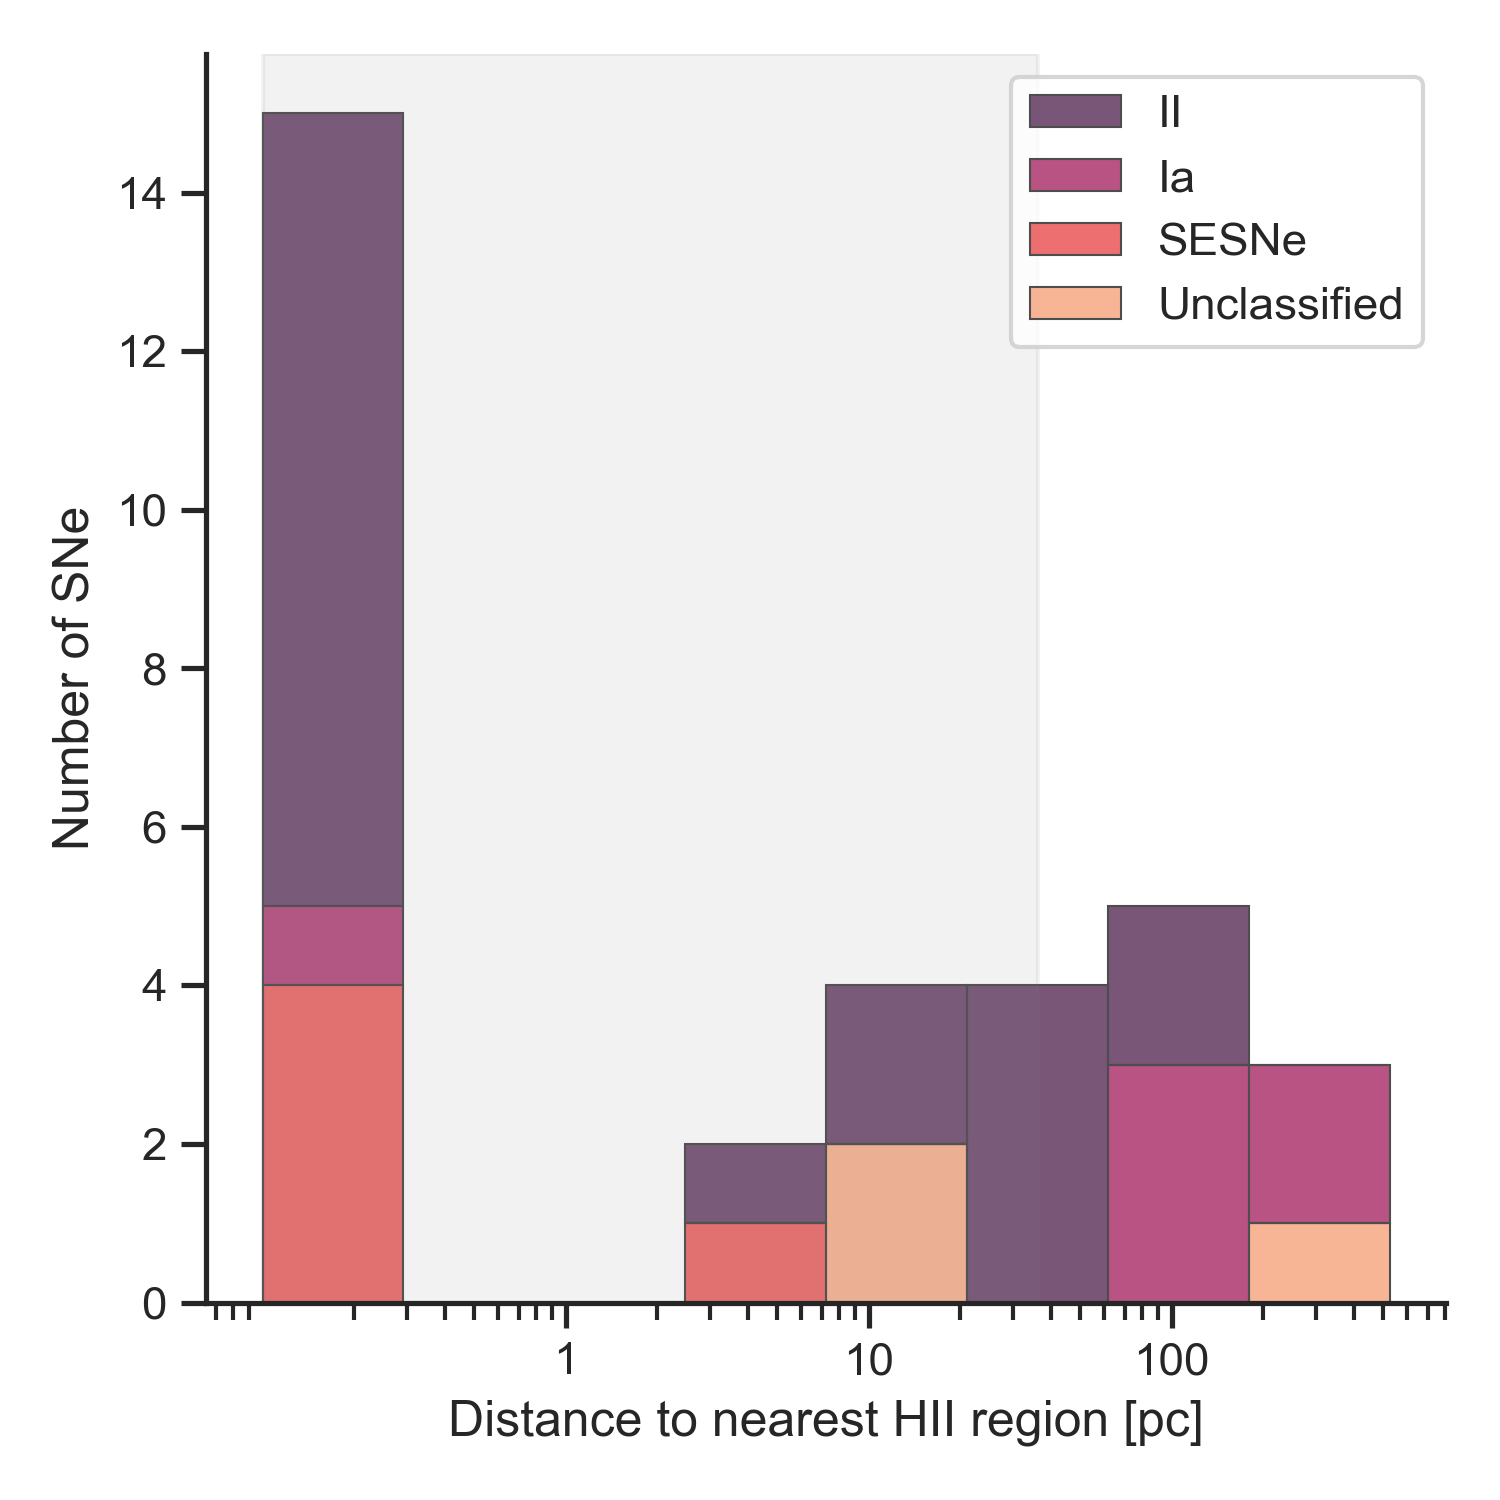 II
Ia
SESNe
Unclassified
14
12
10
8
6
4
2
0
Number of SNe
1 10 100
Distance to nearest HII region [pc]